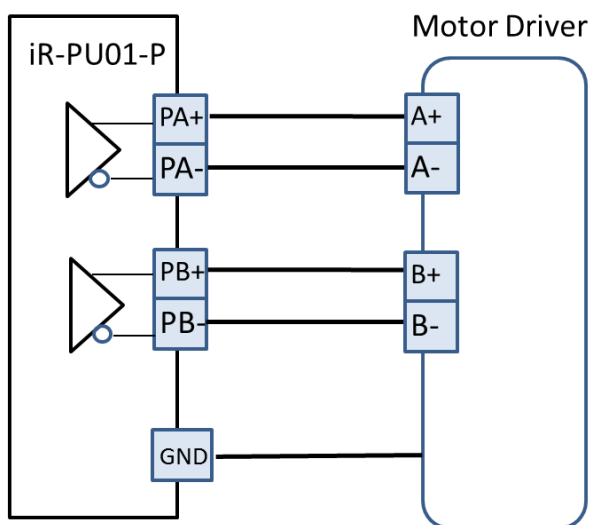 Motor Driver
iR-PU01-P
PA+
A+
PA-
A-
PB+
B+
PB-
B-
GND